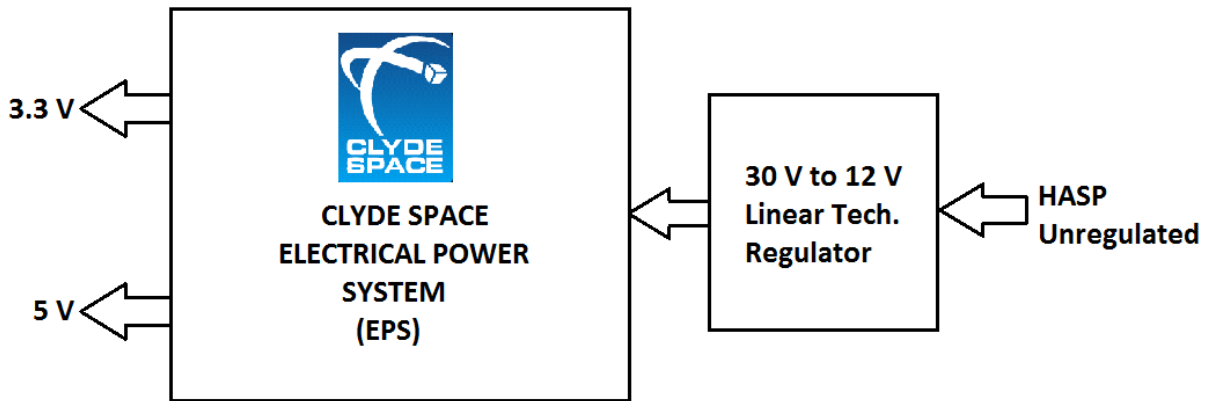 3.3 V
5 V
CLYDE
SPACE
CLYDE SPACE
ELECTRICAL POWER
SYSTEM
(EPS)
30 V to 12 V
Linear Tech.
Regulator
HASP
Unregulated